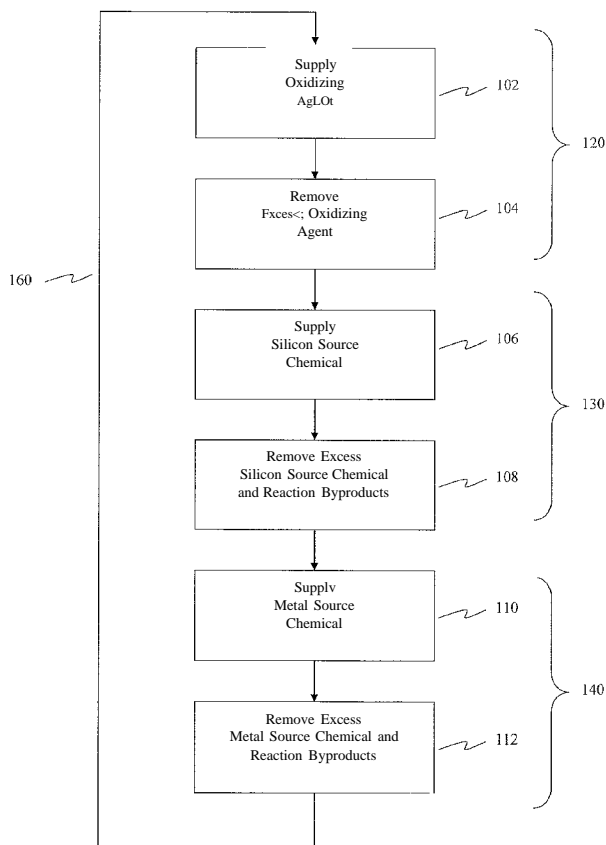 Supply
Oxidizing
AgLOt
102
120
Remove
Fxces<; Oxidizing
Agent
104
160
Supply
Silicon Source
Chemical
106
130
Remove Excess
Silicon Source Chemical
and Reaction Byproducts
108
Supplv
Metal Source
Chemical
110
140
Remove Excess
Metal Source Chemical and
Reaction Byproducts
112